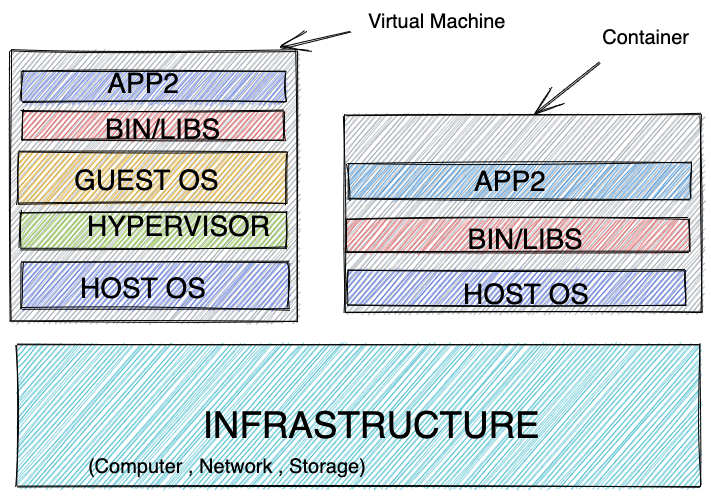 Virtual Machine
APP2
BIN/LIBS
GUEST OS
HYPERVISOR
HOST OS
Container
APP2
BIN/LIBS
HOST OS
INFRASTRUCTURE
(Computer , Network , Storage)